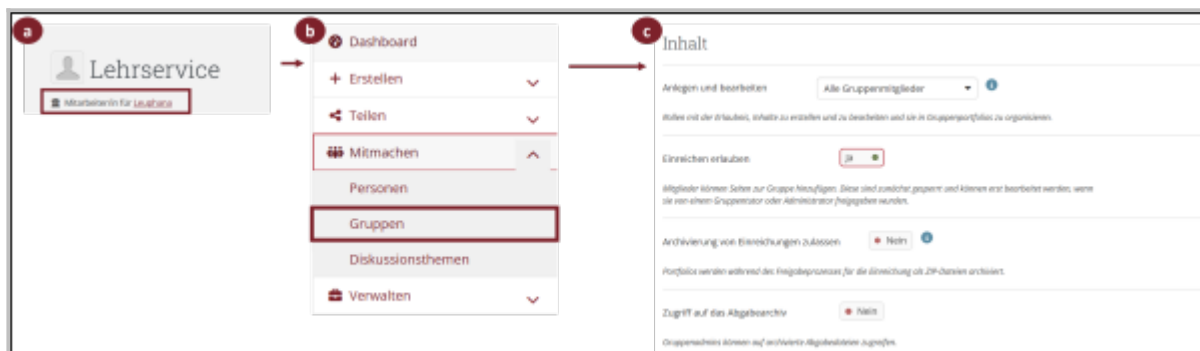 a
Lehrservice
Mitarbeiter/in für Leuphana
b
Dashboard
Erstellen
Teilen
Mitmachen
Personen
Gruppen
Diskussionsthemen
Verwalten
c
Inhalt
Anlegen und bearbeiten Alle Gruppenmitglieder
Rollen mit der Erlaubnis, Inhalte zu erstellen und zu bearbeiten und sie in Gruppenportfolios zu organisieren.
Einreichen erlauben Ja
Mitglieder können Seiten zur Gruppe hinzufügen. Diese sind zunächst gesperrt und können erst bearbeitet werden, wenn
sie von einem Gruppentutor oder Administrator freigegeben wurden.
Archivierung von Einreichungen zulassen Nein
Portfolios werden während des Freigabeprozesses für die Einreichung als ZIP-Dateien archiviert.
Zugriff auf das Abgabearchiv Nein
Gruppenadmins können auf archivierte Abgabedateien zugreifen.